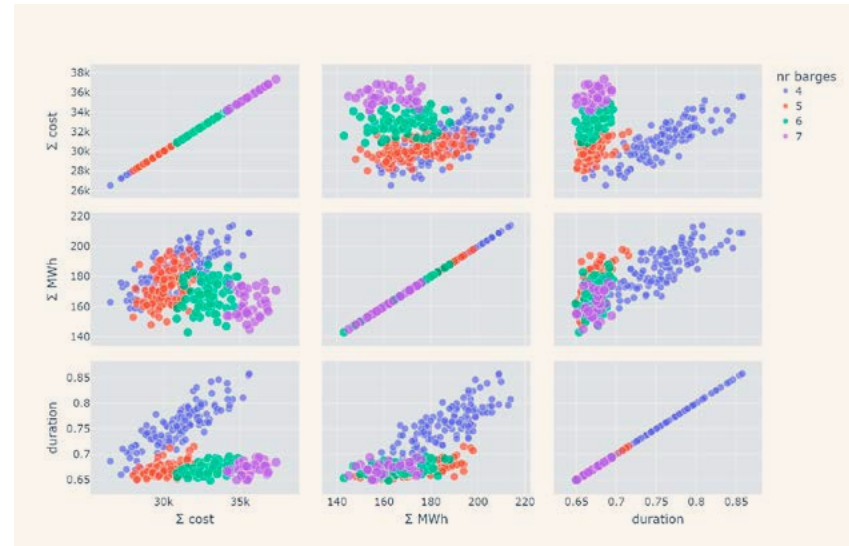 nr barges
4
5
6
7
Σ cost
38k
36k
34k
32k
30k
28k
26k
Σ MWh
220
200
180
160
140
duration
0.85
0.8
0.75
0.7
0.65
30k 35k
Σ cost
140 160 180 200 220
Σ MWh
0.65 0.7 0.75 0.8 0.85
duration